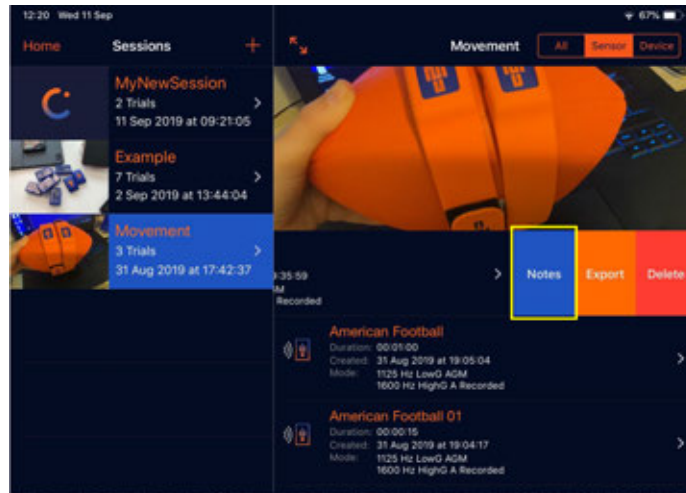 12:20 Wed 11 Sep
67%
Home
Sessions
+
Movement
All
Sensor
Device
MyNewSession
2 Trials
11 Sep 2019 at 09:21:05
Example
7 Trials
2 Sep 2019 at 13:44:04
Movement
3 Trials
31 Aug 2019 at 17:42:37
9:35:59
Recorded
Notes
Export
Delete
American Football
Duration: 00:01:00
Created: 31 Aug 2019 at 19:05:04
Mode: 1125 Hz LowG AGM
1600 Hz HighG A Recorded
American Football 01
Duration: 00:00:15
Created: 31 Aug 2019 at 19:04:17
Mode: 1125 Hz LowG AGM
1600 Hz HighG A Recorded